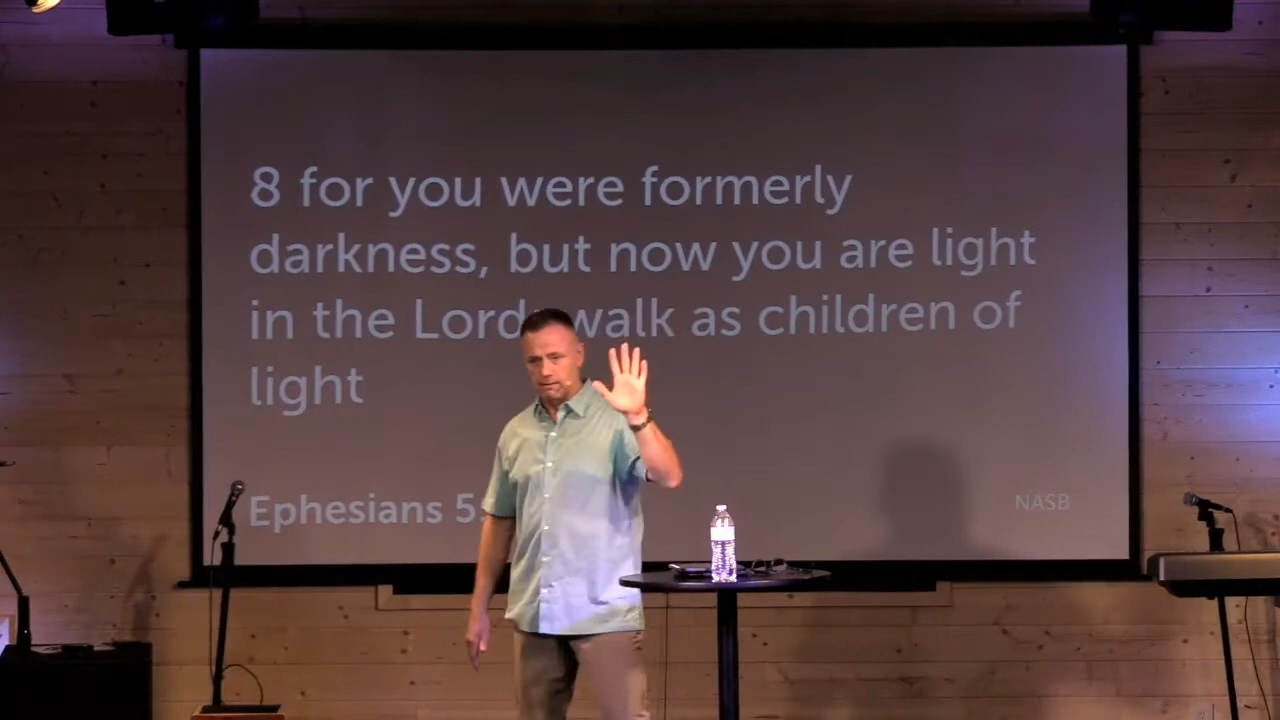 8 for you were formerly
darkness, but now you are light
in the Lord walk as children of
light
Ephesians 5
NASB